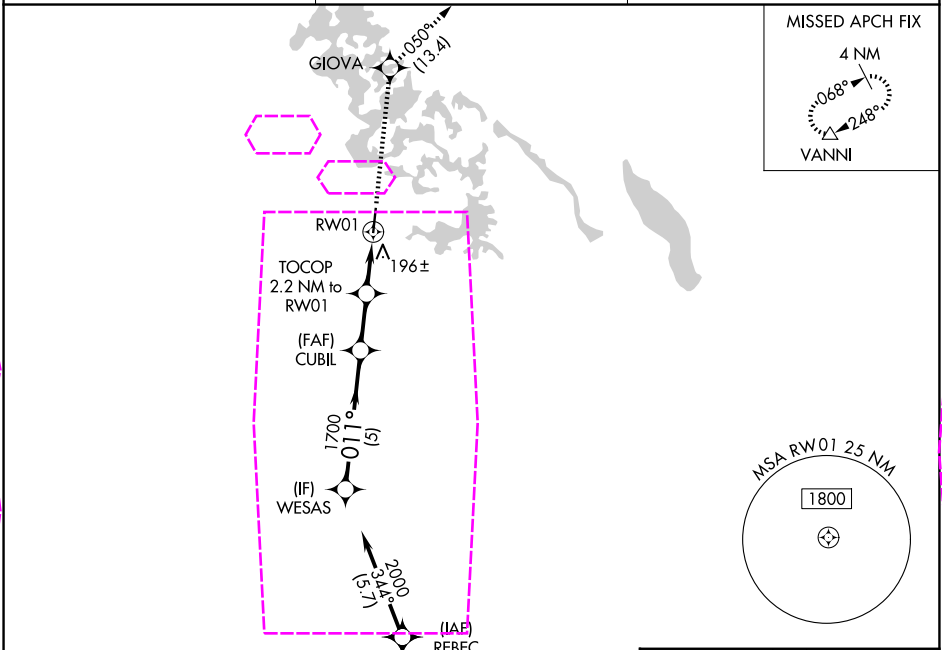 MISSED APCH FIX
4 NM
068°
248°
VANNI
GIOVA
050°
(13.4)
RW01
196±
TOCOP
2.2 NM to
RW01
(FAF)
CUBIL
1700
011°
(5)
(IF)
WESAS
2000
344°
(5.7)
(IAF)
REBEC
MSA RW01 25 NM
1800